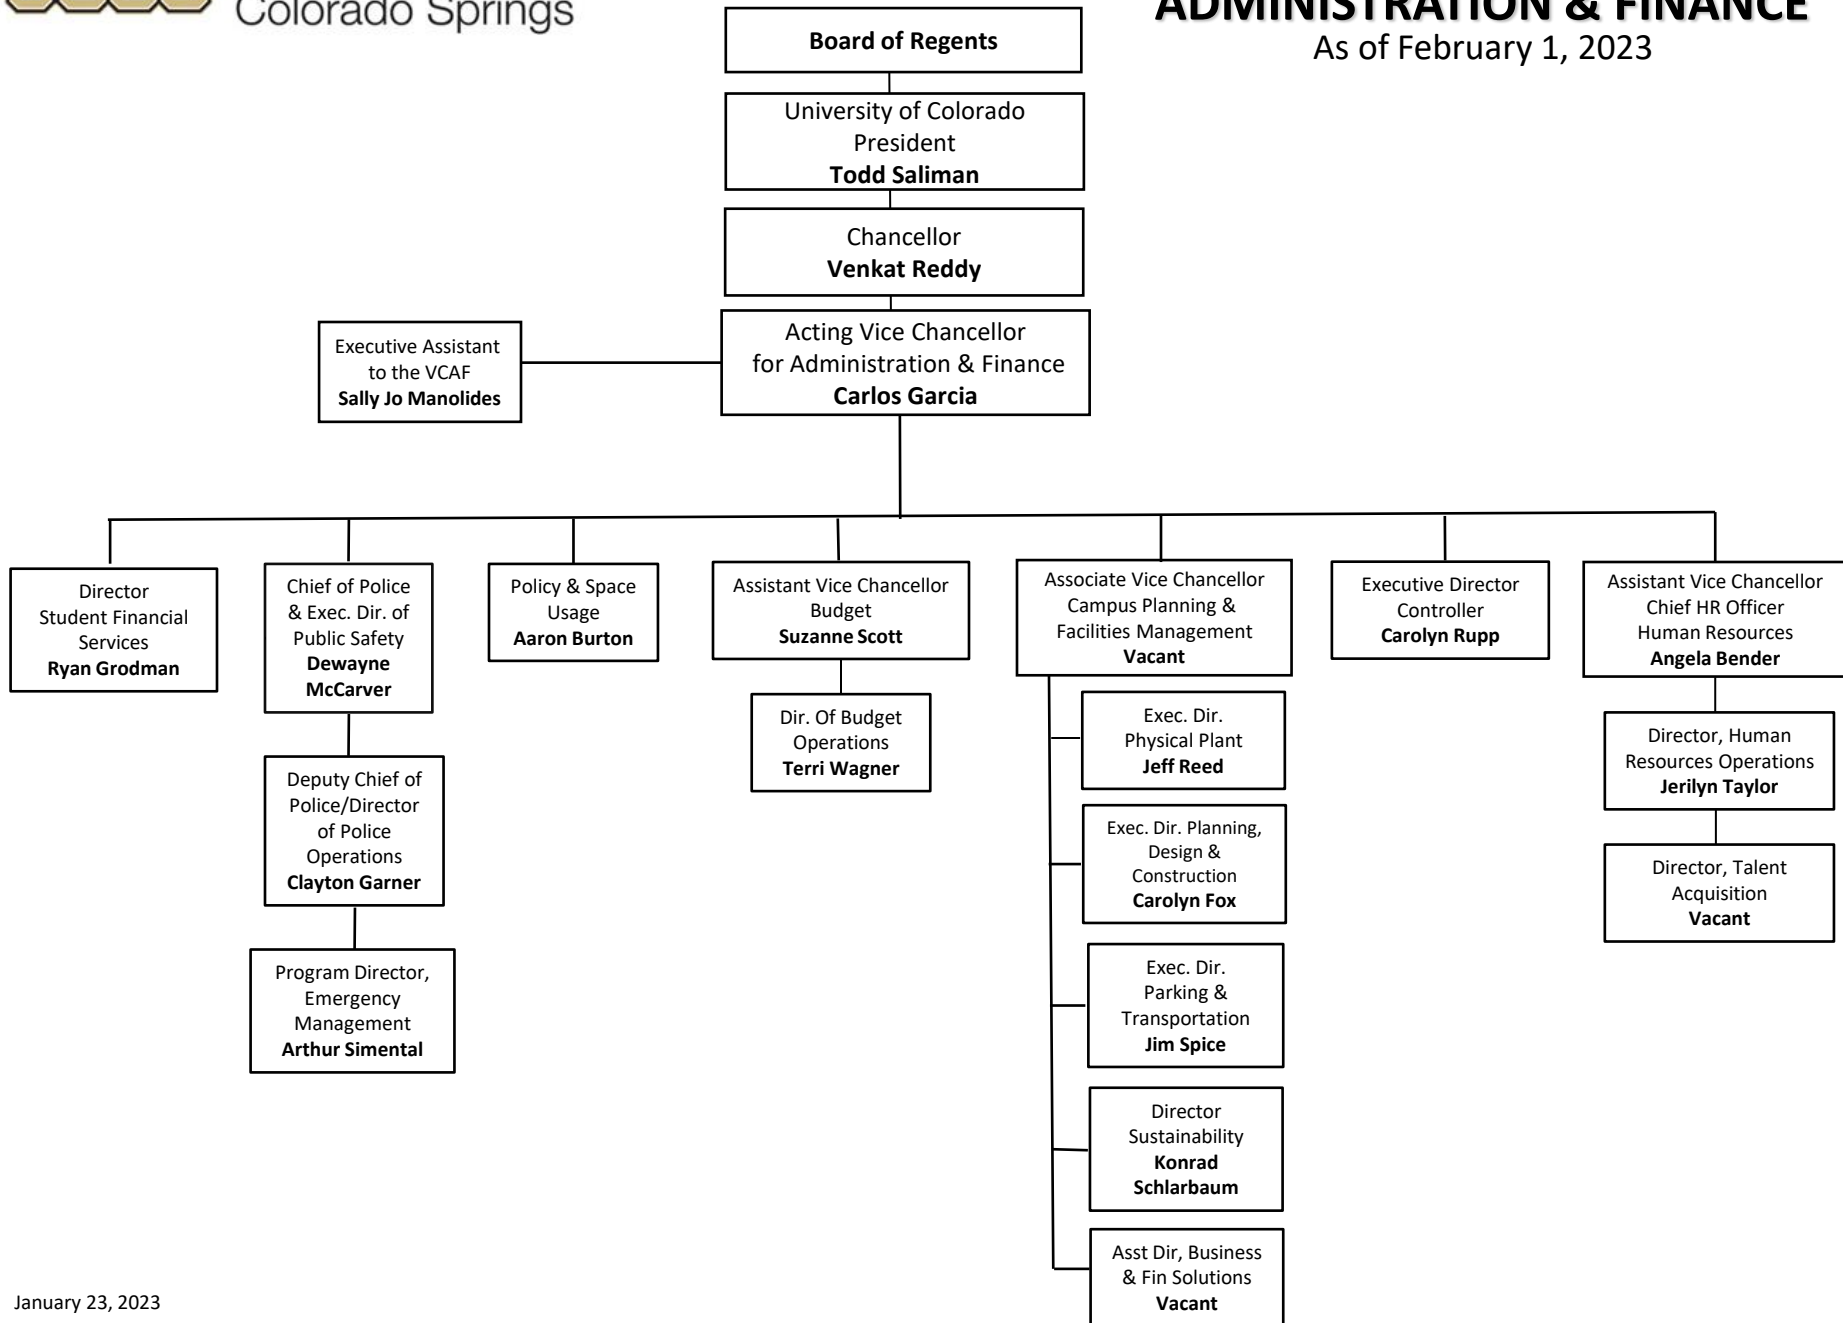 Colorado Springs
ADMINISTRATION & FINANCE
As of February 1, 2023
Board of Regents
University of Colorado
President
Todd Saliman
Chancellor
Venkat Reddy
Acting Vice Chancellor
for Administration & Finance
Carlos Garcia
Executive Assistant
to the VCAF
Sally Jo Manolides
Director
Student Financial
Services
Ryan Grodman
Chief of Police
& Exec. Dir. of
Public Safety
Dewayne
McCarver
Deputy Chief of
Police/Director
of Police
Operations
Clayton Garner
Program Director,
Emergency
Management
Arthur Simental
Policy & Space
Usage
Aaron Burton
Assistant Vice Chancellor
Budget
Suzanne Scott
Dir. Of Budget
Operations
Terri Wagner
Associate Vice Chancellor
Campus Planning &
Facilities Management
Vacant
Exec. Dir.
Physical Plant
Jeff Reed
Exec. Dir. Planning,
Design &
Construction
Carolyn Fox
Exec. Dir.
Parking &
Transportation
Jim Spice
Director
Sustainability
Konrad
Schlarbaum
Asst Dir, Business
& Fin Solutions
Vacant
Executive Director
Controller
Carolyn Rupp
Assistant Vice Chancellor
Chief HR Officer
Human Resources
Angela Bender
Director, Human
Resources Operations
Jerilyn Taylor
Director, Talent
Acquisition
Vacant
January 23, 2023